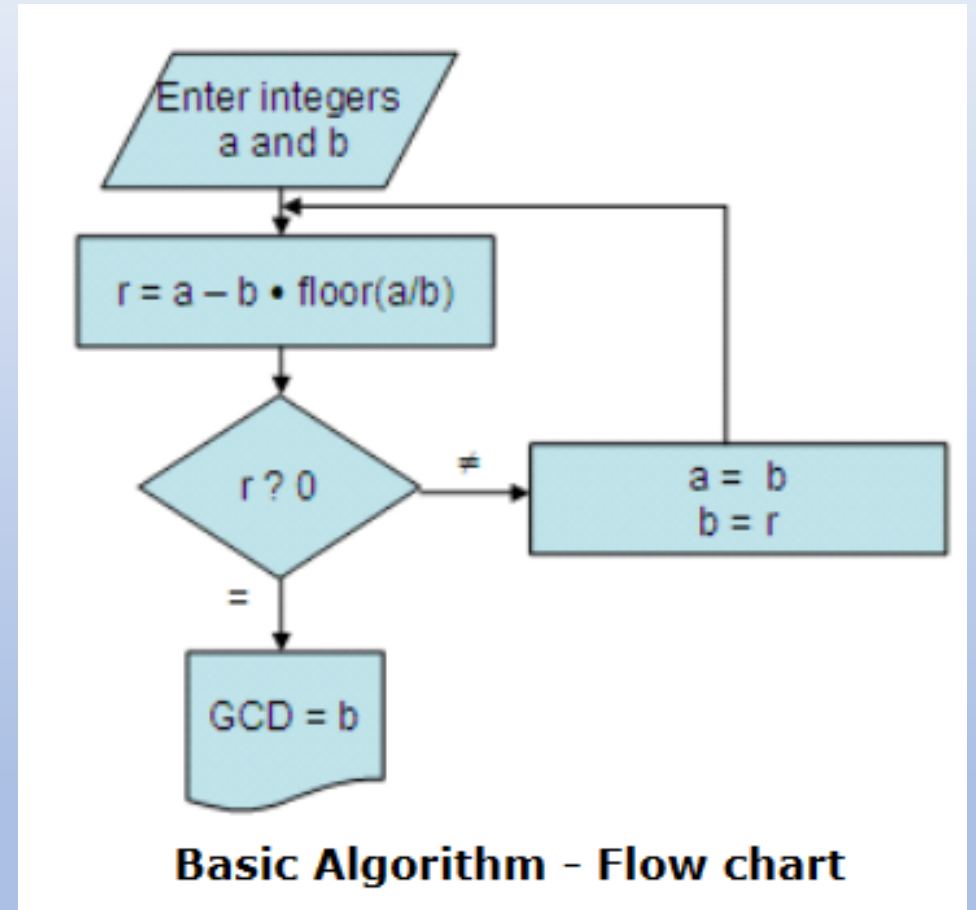 Enter integers
a and b
r = a – b • floor(a/b)
r ? 0
≠
a = b
b = r
=
GCD = b
Basic Algorithm - Flow chart